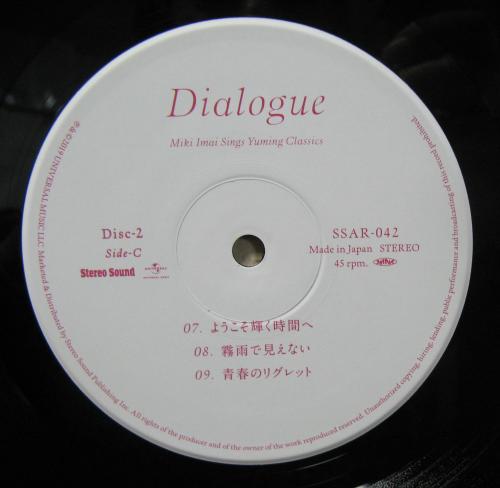 Dialogue
Miki Imai Sings Yuming Classics
Disc-2
Side-C
Stereo Sound
UNIVERSAL
SSAR-042
Made in Japan STEREO
45 rpm.
07. ようこそ輝く時間へ
08. 霧雨で見えない
09. 青春のリグレット
℗&©2019 UNIVERSAL MUSIC LLC Marketed & Distributed by Stereo Sound Publishing Inc. All rights of the producer and of the owner of the work reproduced reserved. Unauthorized copying, hiring, lending, public performance and broadcasting of this record prohibited.